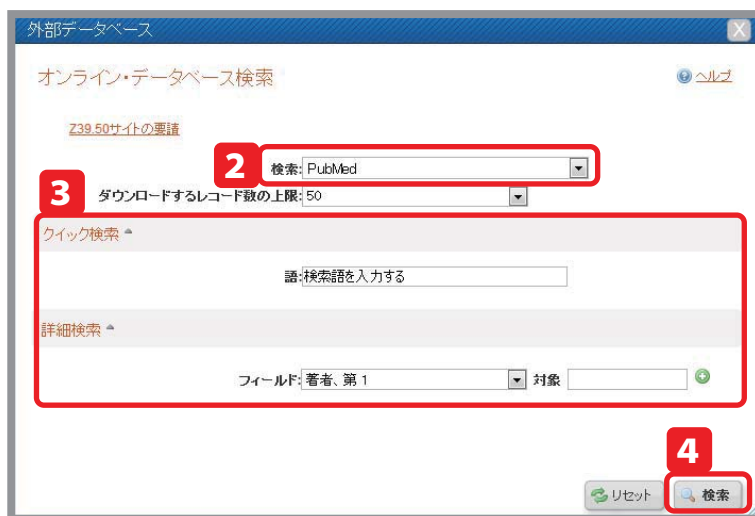 外部データベース X
オンライン・データベース検索 ヘルプ
Z39.50サイトの要請
2 検索: PubMed
3 ダウンロードするレコード数の上限: 50
クイック検索
語: 検索語を入力する
詳細検索
フィールド: 著者、第 1 対象
4
リセット 検索